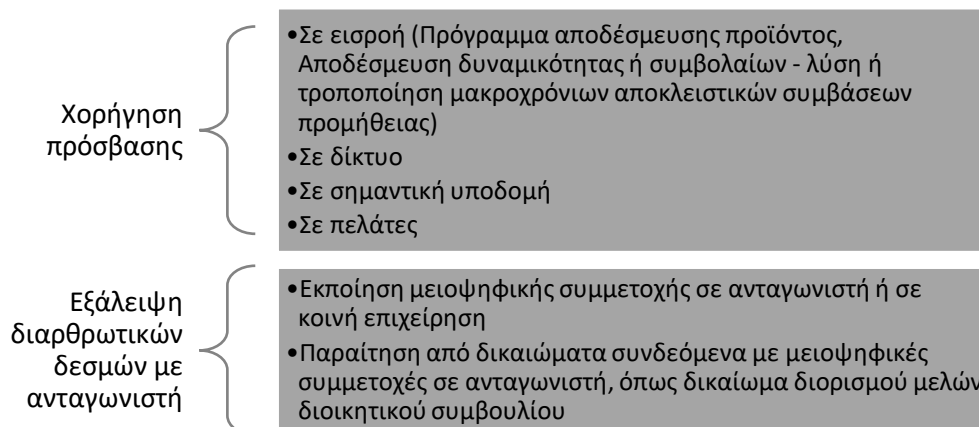 Χορήγηση
πρόσβασης
•Σε εισροή (Πρόγραμμα αποδέσμευσης προϊόντος,
Αποδέσμευση δυναμικότητας ή συμβολαίων - λύση ή
τροποποίηση μακροχρόνιων αποκλειστικών συμβάσεων
προμήθειας)
•Σε δίκτυο
•Σε σημαντική υποδομή
•Σε πελάτες
Εξάλειψη
διαρθρωτικών
δεσμών με
ανταγωνιστή
•Εκποίηση μειοψηφικής συμμετοχής σε ανταγωνιστή ή σε
κοινή επιχείρηση
•Παραίτηση από δικαιώματα συνδεόμενα με μειοψηφικές
συμμετοχές σε ανταγωνιστή, όπως δικαίωμα διορισμού μελών
διοικητικού συμβουλίου